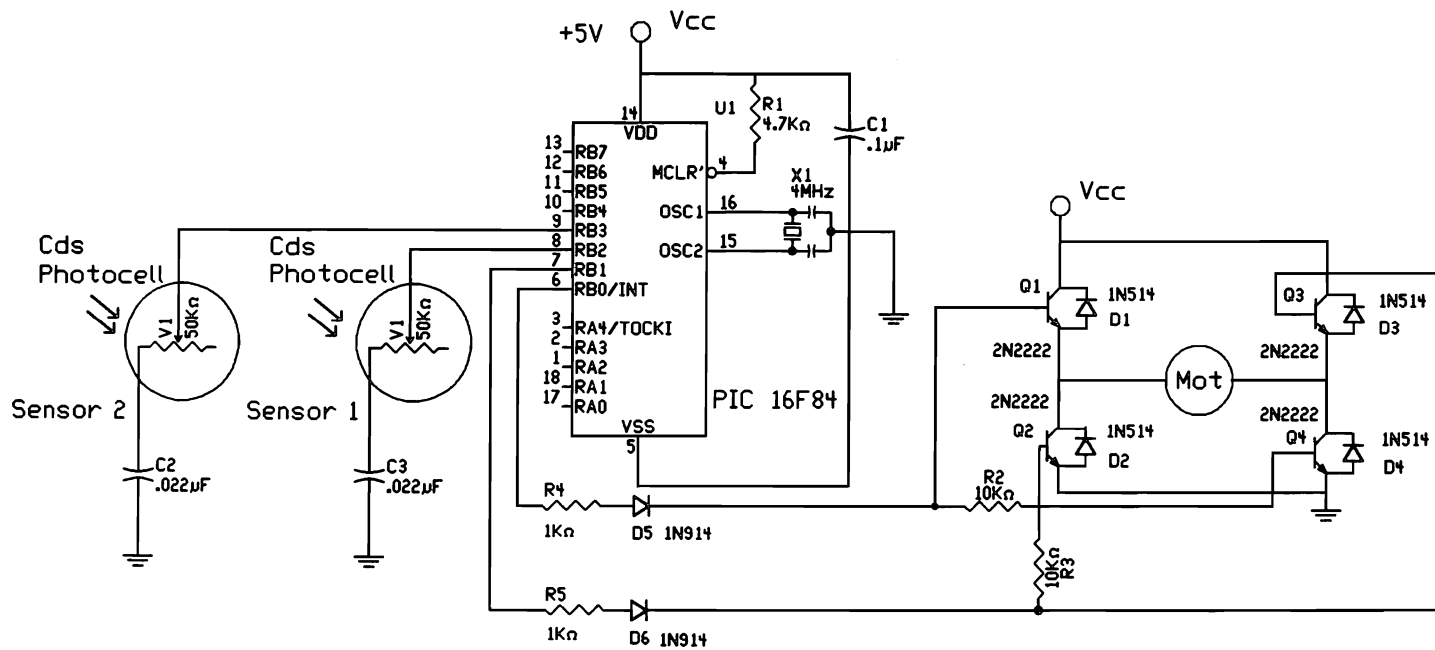 +5V
Vcc
U1
14
VDD
R1
4.7KΩ
C1
.1µF
13
RB7
12
RB6
11
RB5
10
RB4
9
RB3
8
RB2
7
RB1
6
RB0/INT
3
RA4/TOCKI
2
RA3
1
RA2
18
RA1
17
RA0
MCLR'
4
X1
4MHz
OSC1
16
OSC2
15
PIC 16F84
VSS
5
Cds
Photocell
V1
50KΩ
Sensor 2
C2
.022µF
Cds
Photocell
V1
50KΩ
Sensor 1
C3
.022µF
Vcc
Q1
1N514
D1
2N2222
Q3
1N514
D3
2N2222
Mot
2N2222
Q2
1N514
D2
2N2222
Q4
1N514
D4
R2
10KΩ
R4
1KΩ
D5 1N914
10KΩ
R3
R5
1KΩ
D6 1N914